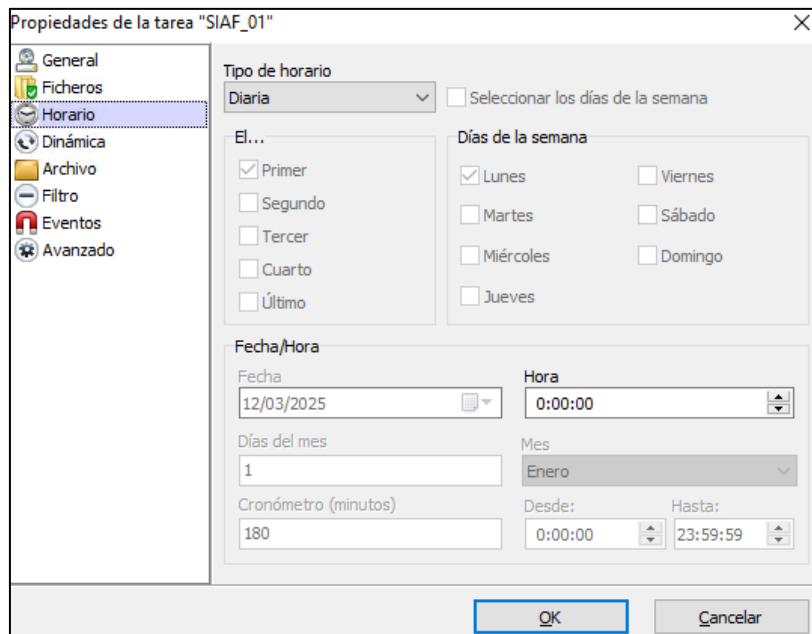 Propiedades de la tarea "SIAF_01"
General
Ficheros
Horario
Dinámica
Archivo
Filtro
Eventos
Avanzado
Tipo de horario
Diaria
Seleccionar los días de la semana
El...
Primer
Segundo
Tercer
Cuarto
Último
Días de la semana
Lunes
Viernes
Martes
Sábado
Miércoles
Domingo
Jueves
Fecha/Hora
Fecha
Hora
12/03/2025
0:00:00
Días del mes
Mes
1
Enero
Cronómetro (minutos)
Desde:
Hasta:
180
0:00:00
23:59:59
OK
Cancelar